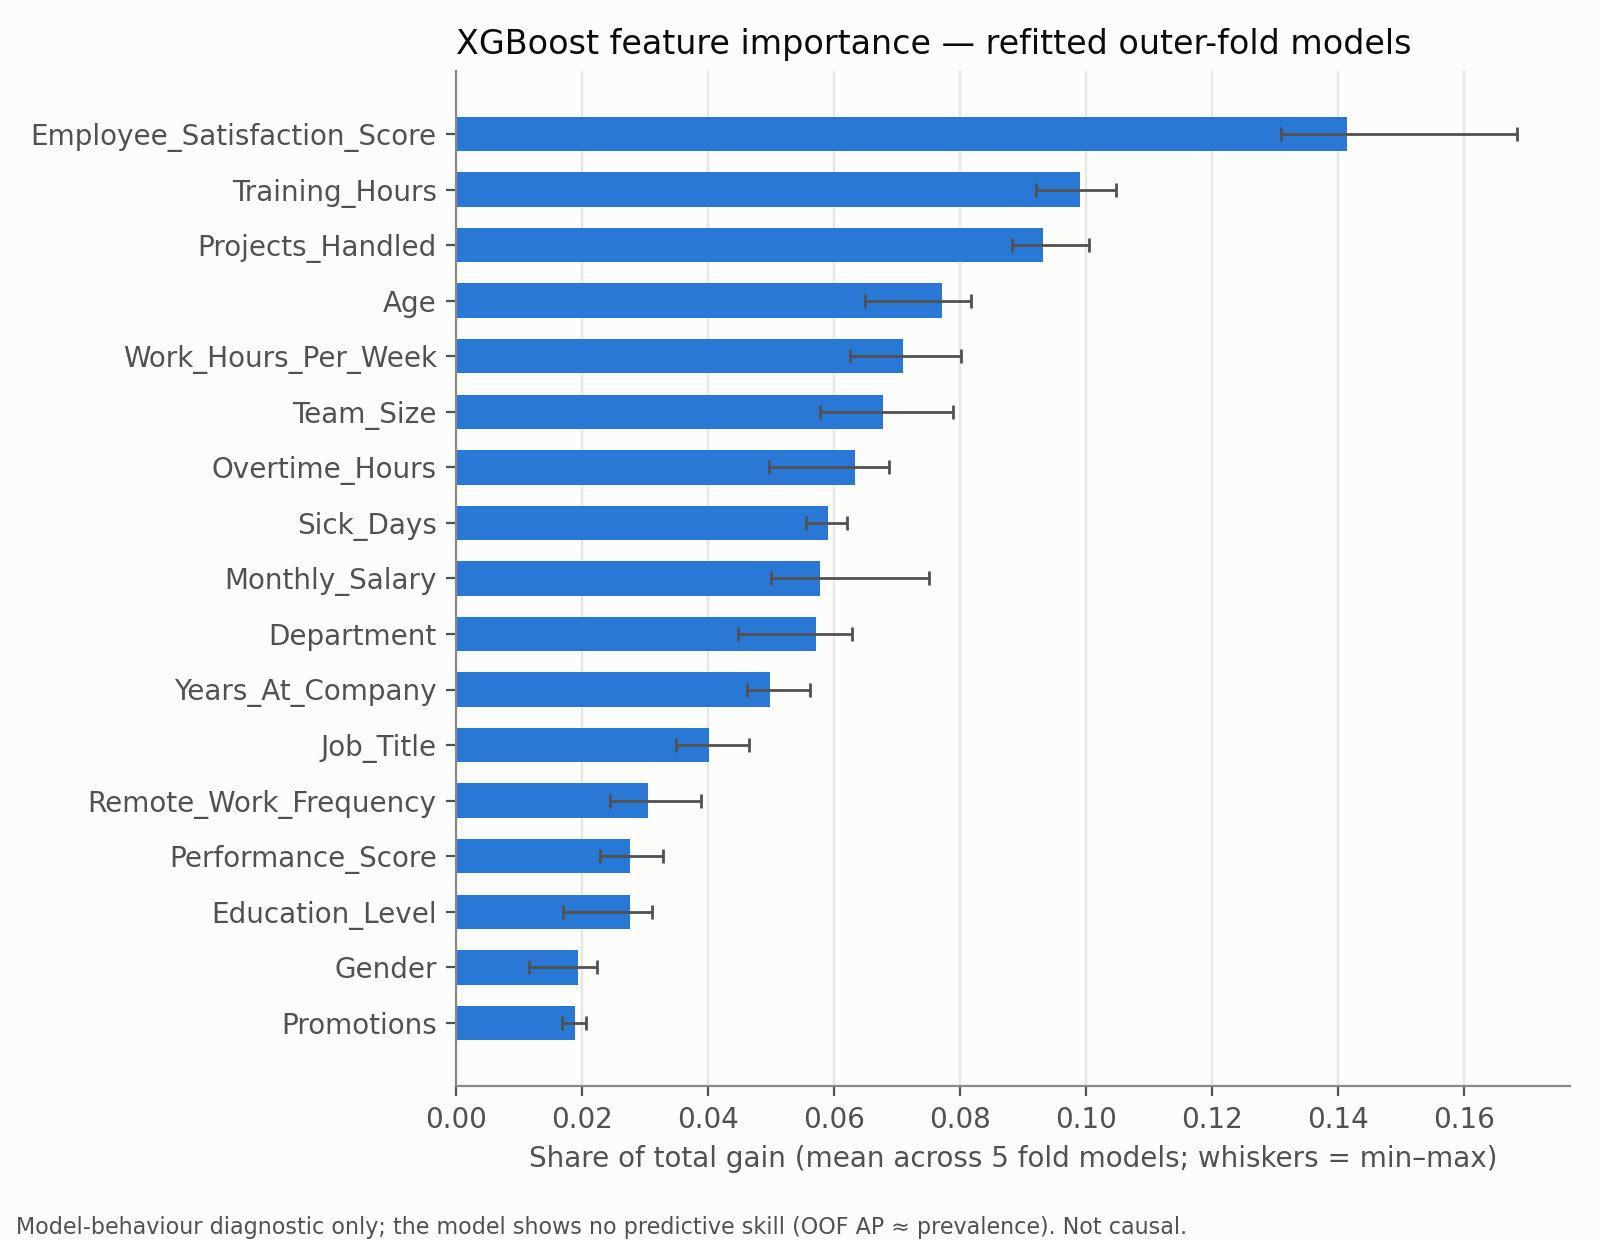 XGBoost feature importance — refitted outer-fold models
Employee_Satisfaction_Score
Training_Hours
Projects_Handled
Age
Work_Hours_Per_Week
Team_Size
Overtime_Hours
Sick_Days
Monthly_Salary
Department
Years_At_Company
Job_Title
Remote_Work_Frequency
Performance_Score
Education_Level
Gender
Promotions
0.00 0.02 0.04 0.06 0.08 0.10 0.12 0.14 0.16
Share of total gain (mean across 5 fold models; whiskers = min–max)
Model-behaviour diagnostic only; the model shows no predictive skill (OOF AP ≈ prevalence). Not causal.